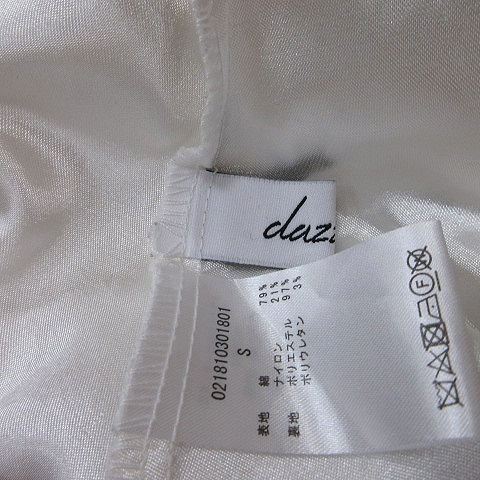 daz
021810301801
S
表地 綿 79%
ナイロン 21%
裏地 ポリエステル 97%
ポリウレタン 3%
F